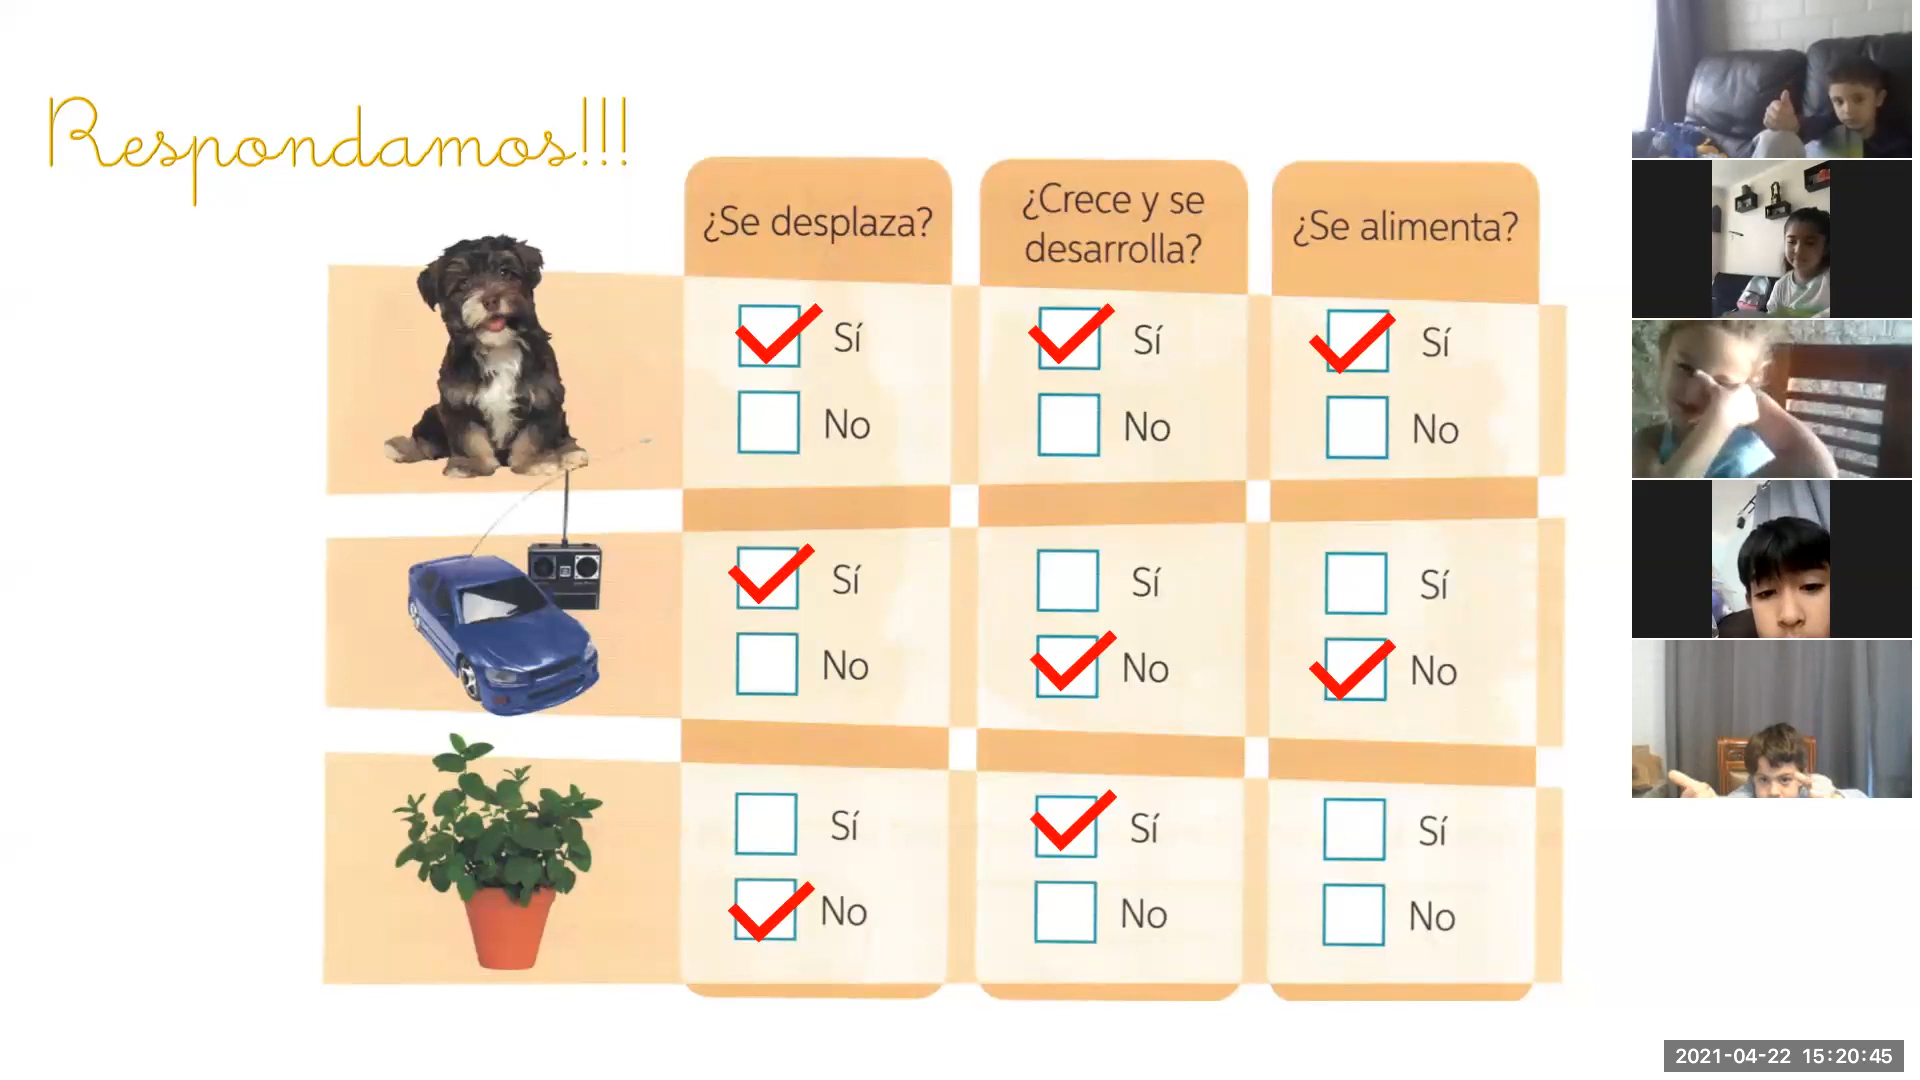 Respondamos!!!
¿Se desplaza?
¿Crece y se
desarrolla?
¿Se alimenta?
Sí
Sí
Sí
No
No
No
Sí
Sí
Sí
No
No
No
Sí
Sí
Sí
No
No
No
2021-04-22 15:20:45